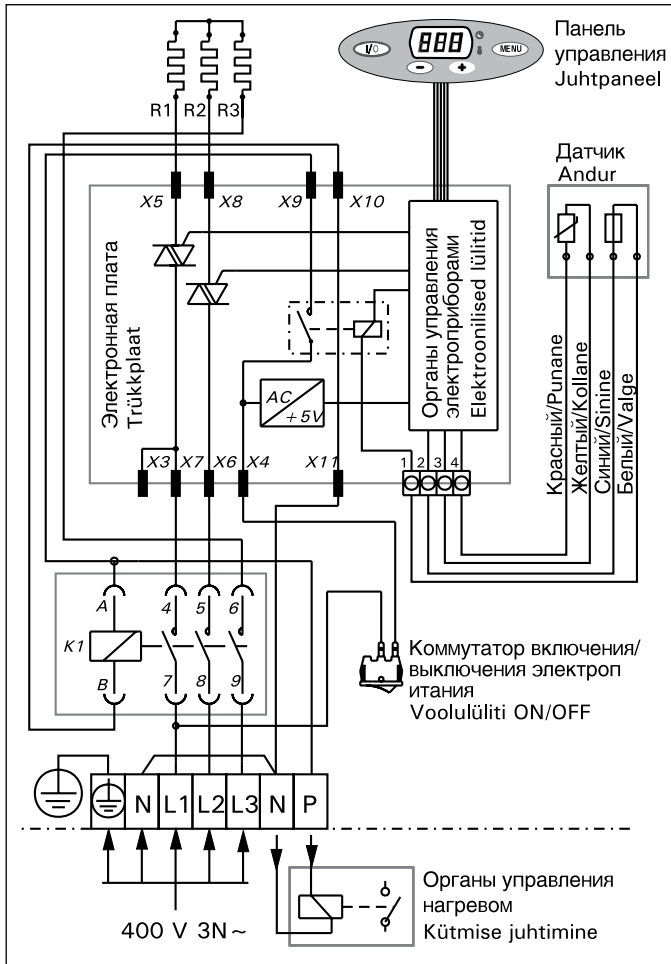 I/O
888
MENU
−
+
Панель
управления
Juhtpaneel
R1
R2
R3
Датчик
Andur
X5
X8
X9
X10
Электронная плата
Trükkplaat
Органы управления
электроприборами
Elektroonilised lülitid
AC
+5V
Красный/Punane
Желтый/Kollane
Синий/Sinine
Белый/Valge
X3
X7
X6
X4
X11
1
2
3
4
A
4
5
6
K1
B
7
8
9
Коммутатор включения/
выключения электроп
итания
Voolulüliti ON/OFF
N
L1
L2
L3
N
P
400 V 3N~
Органы управления
нагревом
Kütmise juhtimine